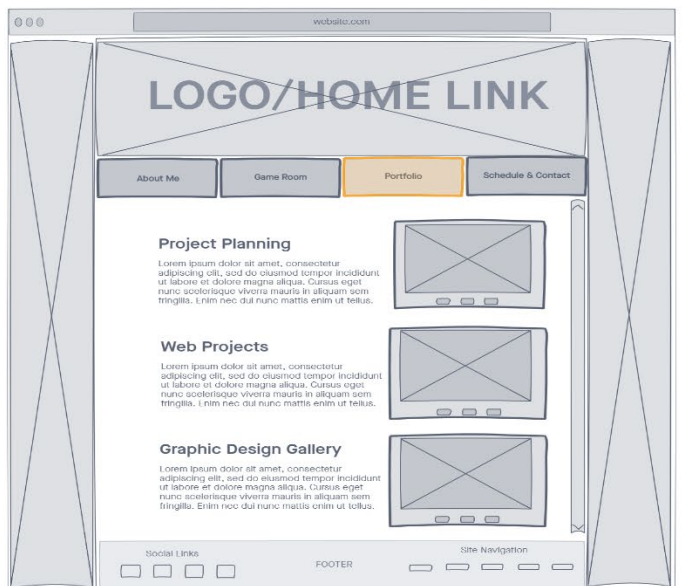 website.com
LOGO/HOME LINK
About Me
Game Room
Portfolio
Schedule & Contact
Project Planning
Lorem ipsum dolor sit amet, consectetur
adipiscing elit, sed do eiusmod tempor incididunt
ut labore et dolore magna aliqua. Cursus eget
nunc scelerisque viverra mauris in aliquam sem
fringilla. Enim nec dui nunc mattis enim ut tellus.
Web Projects
Lorem ipsum dolor sit amet, consectetur
adipiscing elit, sed do eiusmod tempor incididunt
ut labore et dolore magna aliqua. Cursus eget
nunc scelerisque viverra mauris in aliquam sem
fringilla. Enim nec dui nunc mattis enim ut tellus.
Graphic Design Gallery
Lorem ipsum dolor sit amet, consectetur
adipiscing elit, sed do eiusmod tempor incididunt
ut labore et dolore magna aliqua. Cursus eget
nunc scelerisque viverra mauris in aliquam sem
fringilla. Enim nec dui nunc mattis enim ut tellus.
Social Links
FOOTER
Site Navigation